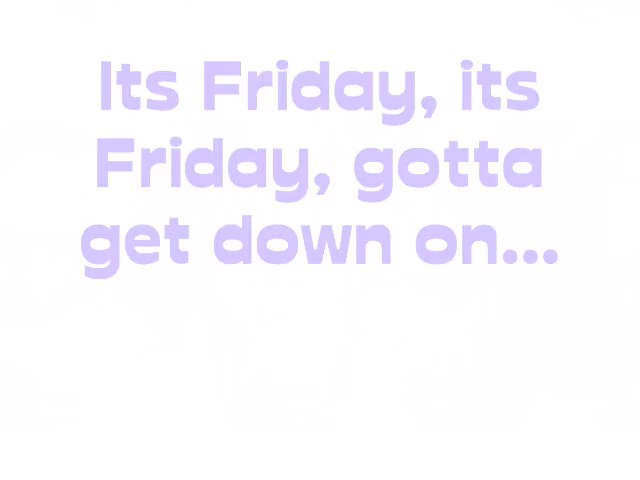 Its Friday, its
Friday, gotta
get down on...